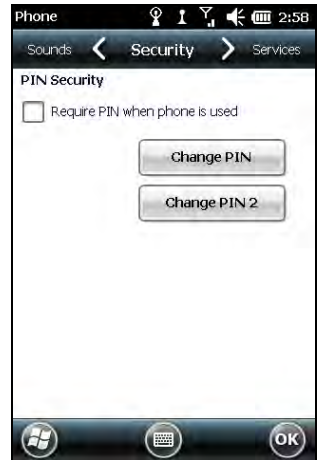 Phone 2:58
Sounds Security Services
PIN Security
Require PIN when phone is used
Change PIN
Change PIN 2
OK